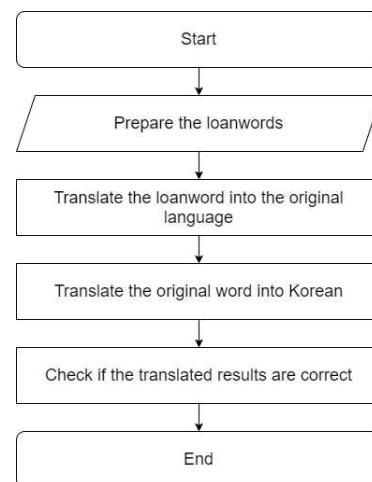 Start
Prepare the loanwords
Translate the loanword into the original
language
Translate the original word into Korean
Check if the translated results are correct
End